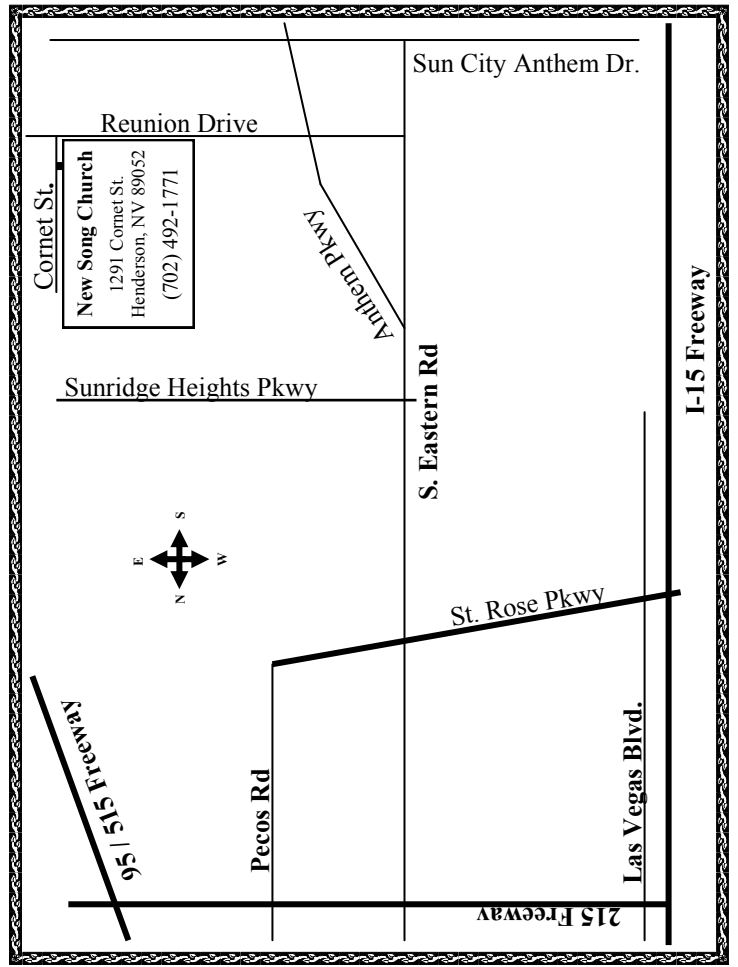 Sun City Anthem Dr.
Reunion Drive
Cornet St.
New Song Church
1291 Cornet St.
Henderson, NV 89052
(702) 492-1771
Anthem Pkwy
I-15 Freeway
Sunridge Heights Pkwy
S. Eastern Rd
S
E
W
N
St. Rose Pkwy
95 / 515 Freeway
Pecos Rd
Las Vegas Blvd.
215 Freeway